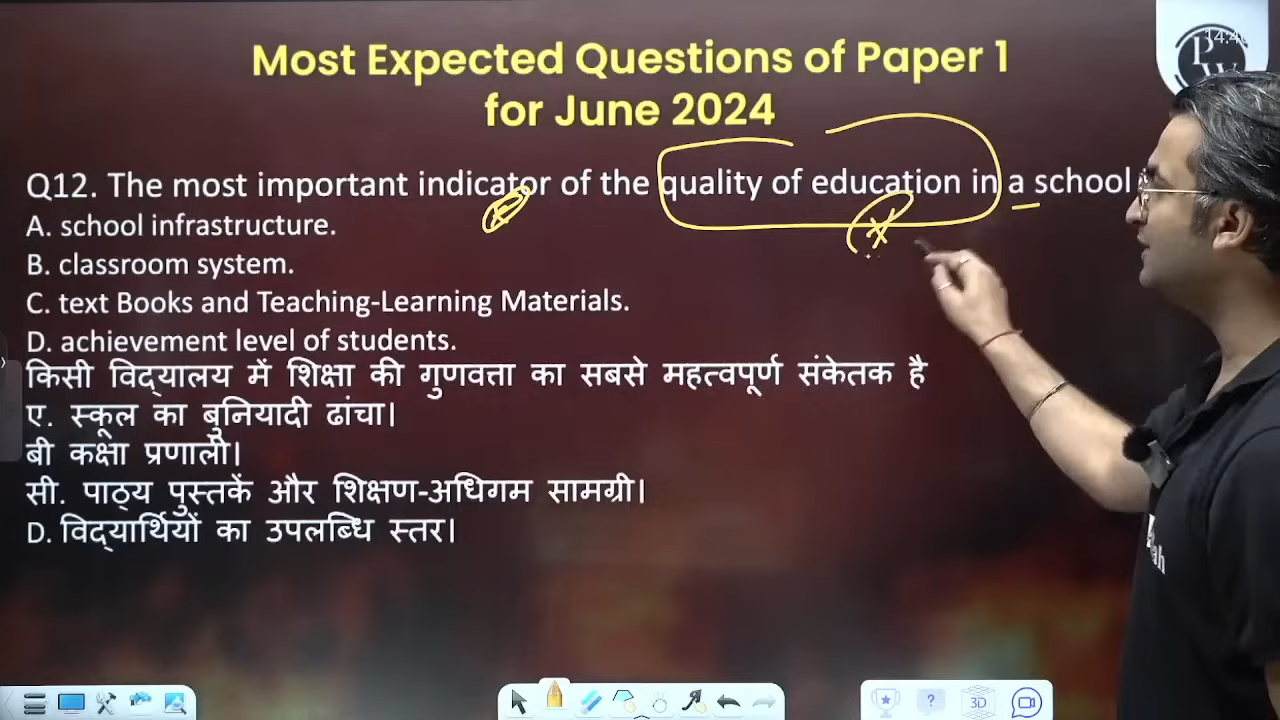 Most Expected Questions of Paper 1
for June 2024
Q12. The most important indicator of the quality of education in a school
A. school infrastructure.
B. classroom system.
C. text Books and Teaching-Learning Materials.
D. achievement level of students.
किसी विद्यालय में शिक्षा की गुणवत्ता का सबसे महत्वपूर्ण संकेतक है
ए. स्कूल का बुनियादी ढांचा।
बी कक्षा प्रणाली।
सी. पाठ्य पुस्तकें और शिक्षण-अधिगम सामग्री।
D. विद्यार्थियों का उपलब्धि स्तर।
P
W
3D